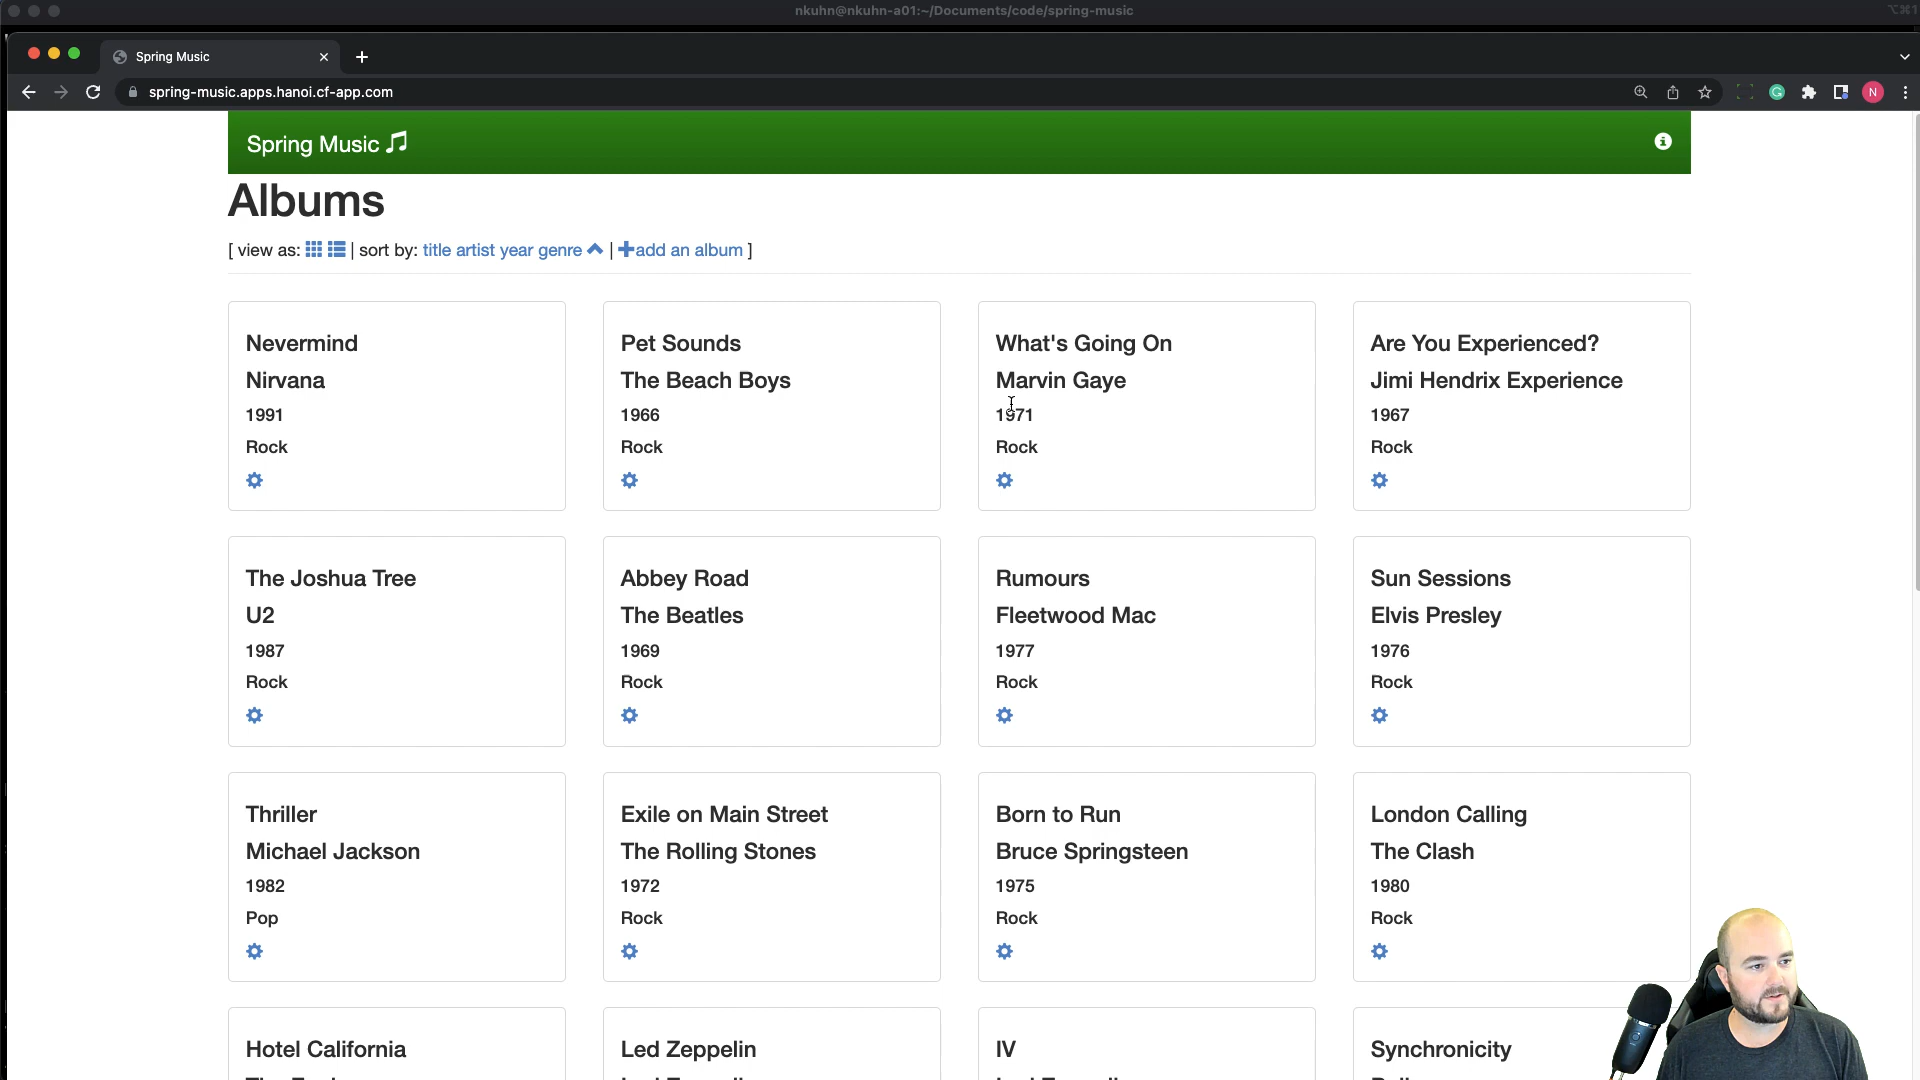 nkuhn@nkuhn-a01:~/Documents/code/spring-music
Spring Music
spring-music.apps.hanoi.cf-app.com
N
Spring Music
Albums
[ view as: | sort by: title artist year genre | add an album ]
Nevermind
Nirvana
1991
Rock
Pet Sounds
The Beach Boys
1966
Rock
What's Going On
Marvin Gaye
1971
Rock
Are You Experienced?
Jimi Hendrix Experience
1967
Rock
The Joshua Tree
U2
1987
Rock
Abbey Road
The Beatles
1969
Rock
Rumours
Fleetwood Mac
1977
Rock
Sun Sessions
Elvis Presley
1976
Rock
Thriller
Michael Jackson
1982
Pop
Exile on Main Street
The Rolling Stones
1972
Rock
Born to Run
Bruce Springsteen
1975
Rock
London Calling
The Clash
1980
Rock
Hotel California
Led Zeppelin
IV
Synchronicity